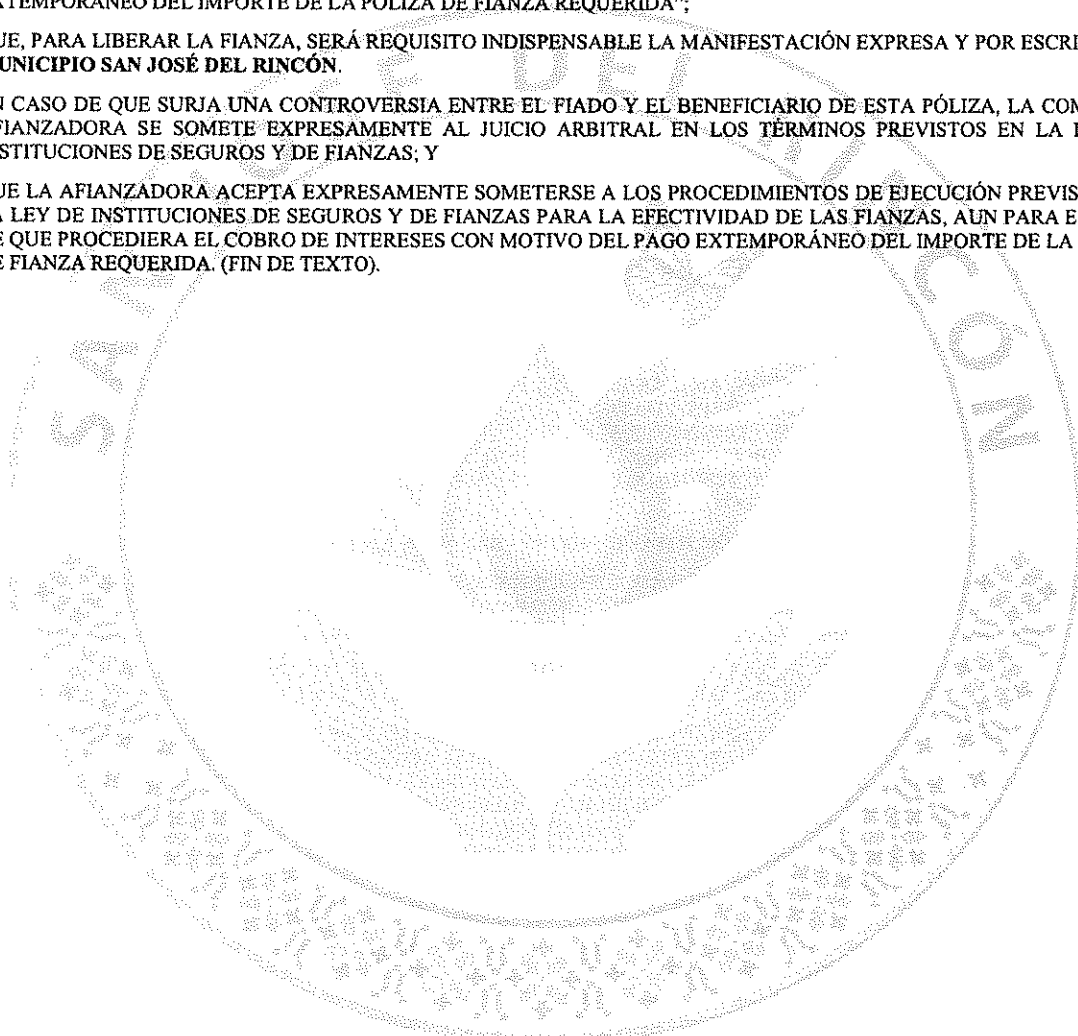 XTEMPORÁNEO DEL IMPORTE DE LA PÓLIZA DE FIANZA REQUERIDA";
UE, PARA LIBERAR LA FIANZA, SERÁ REQUISITO INDISPENSABLE LA MANIFESTACIÓN EXPRESA Y POR ESCRI
UNICIPIO SAN JOSÉ DEL RINCÓN.
N CASO DE QUE SURJA UNA CONTROVERSIA ENTRE EL FIADO Y EL BENEFICIARIO DE ESTA PÓLIZA, LA COM
FIANZADORA SE SOMETE EXPRESAMENTE AL JUICIO ARBITRAL EN LOS TÉRMINOS PREVISTOS EN LA
STITUCIONES DE SEGUROS Y DE FIANZAS; Y
UE LA AFIANZADORA ACEPTA EXPRESAMENTE SOMETERSE A LOS PROCEDIMIENTOS DE EJECUCIÓN PREVIS
A LEY DE INSTITUCIONES DE SEGUROS Y DE FIANZAS PARA LA EFECTIVIDAD DE LAS FIANZAS, AUN PARA E
E QUE PROCEDIERA EL COBRO DE INTERESES CON MOTIVO DEL PAGO EXTEMPORÁNEO DEL IMPORTE DE LA
E FIANZA REQUERIDA. (FIN DE TEXTO).
SAN JOSÉ DEL RINCÓN